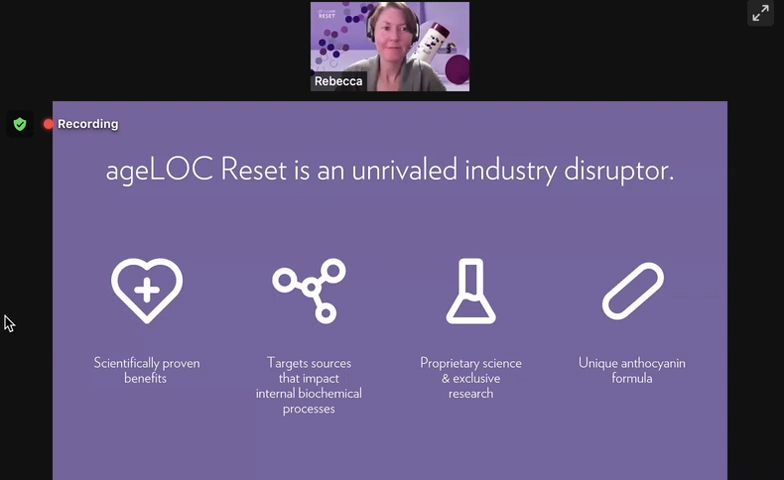 RESET
Rebecca
Recording
ageLOC Reset is an unrivaled industry disruptor.
Scientifically proven
benefits
Targets sources
that impact
internal biochemical
processes
Proprietary science
& exclusive
research
Unique anthocyanin
formula